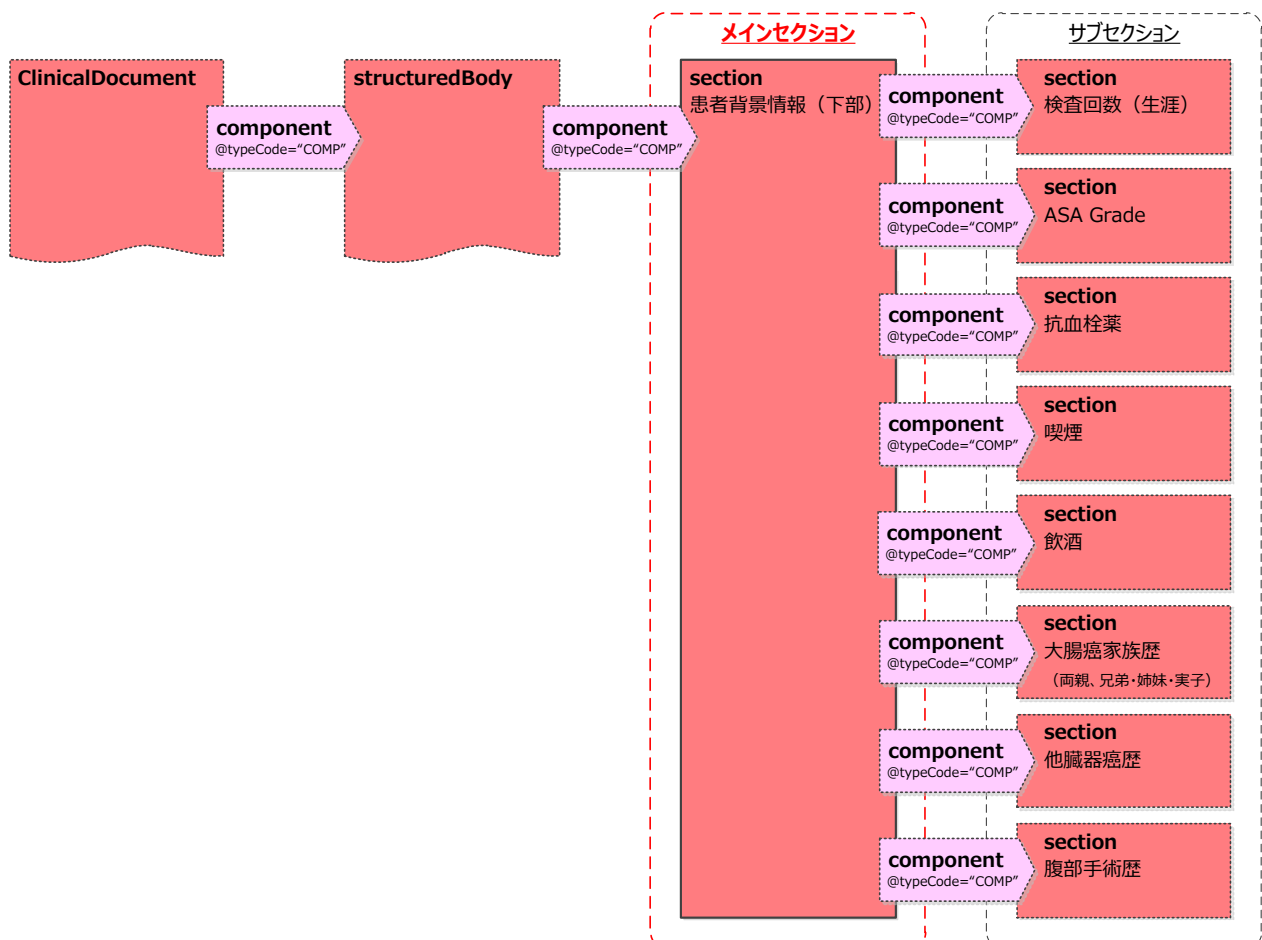 メインセクション
サブセクション
ClinicalDocument
component
@typeCode=“COMP”
structuredBody
component
@typeCode=“COMP”
section
患者背景情報（下部）
component
@typeCode=“COMP”
section
検査回数（生涯）
component
@typeCode=“COMP”
section
ASA Grade
component
@typeCode=“COMP”
section
抗血栓薬
component
@typeCode=“COMP”
section
喫煙
component
@typeCode=“COMP”
section
飲酒
component
@typeCode=“COMP”
section
大腸癌家族歴
（両親、兄弟・姉妹・実子）
component
@typeCode=“COMP”
section
他臓器癌歴
component
@typeCode=“COMP”
section
腹部手術歴